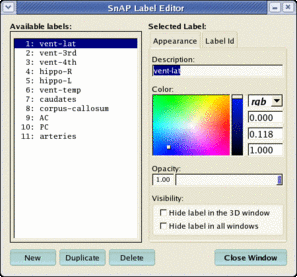 SnAP Label Editor
Available labels:
1: vent-lat
2: vent-3rd
3: vent-4th
4: hippo-R
5: hippo-L
6: vent-temp
7: caudates
8: corpus-callosum
9: AC
10: PC
11: arteries
New
Duplicate
Delete
Selected Label:
Appearance
Label Id
Description:
vent-lat
Color:
rgb
0.000
0.118
1.000
Opacity:
1.00
Visibility:
Hide label in the 3D window
Hide label in all windows
Close Window